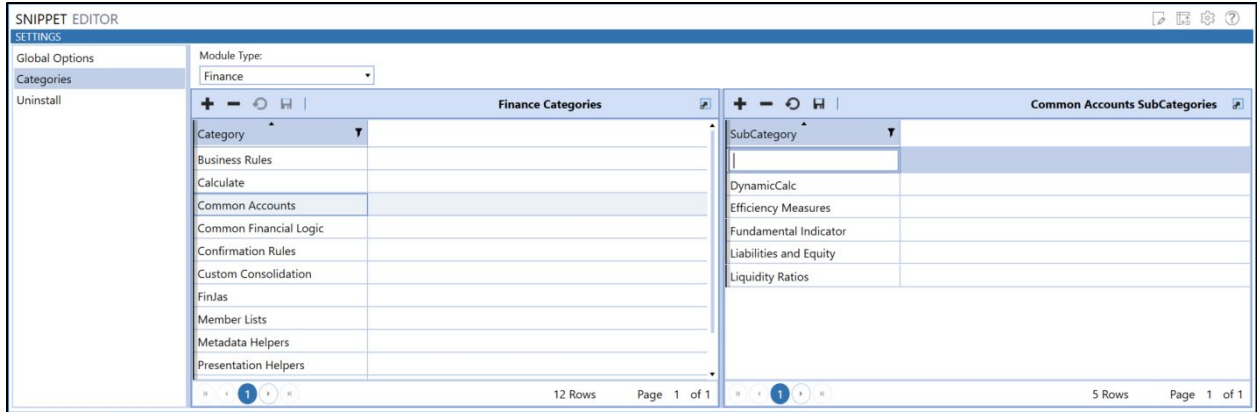 SNIPPET EDITOR
SETTINGS
Global Options
Categories
Uninstall
Module Type:
Finance
Finance Categories
Category
Business Rules
Calculate
Common Accounts
Common Financial Logic
Confirmation Rules
Custom Consolidation
FinJas
Member Lists
Metadata Helpers
Presentation Helpers
1
12 Rows
Page 1 of 1
Common Accounts SubCategories
SubCategory
DynamicCalc
Efficiency Measures
Fundamental Indicator
Liabilities and Equity
Liquidity Ratios
1
5 Rows
Page 1 of 1